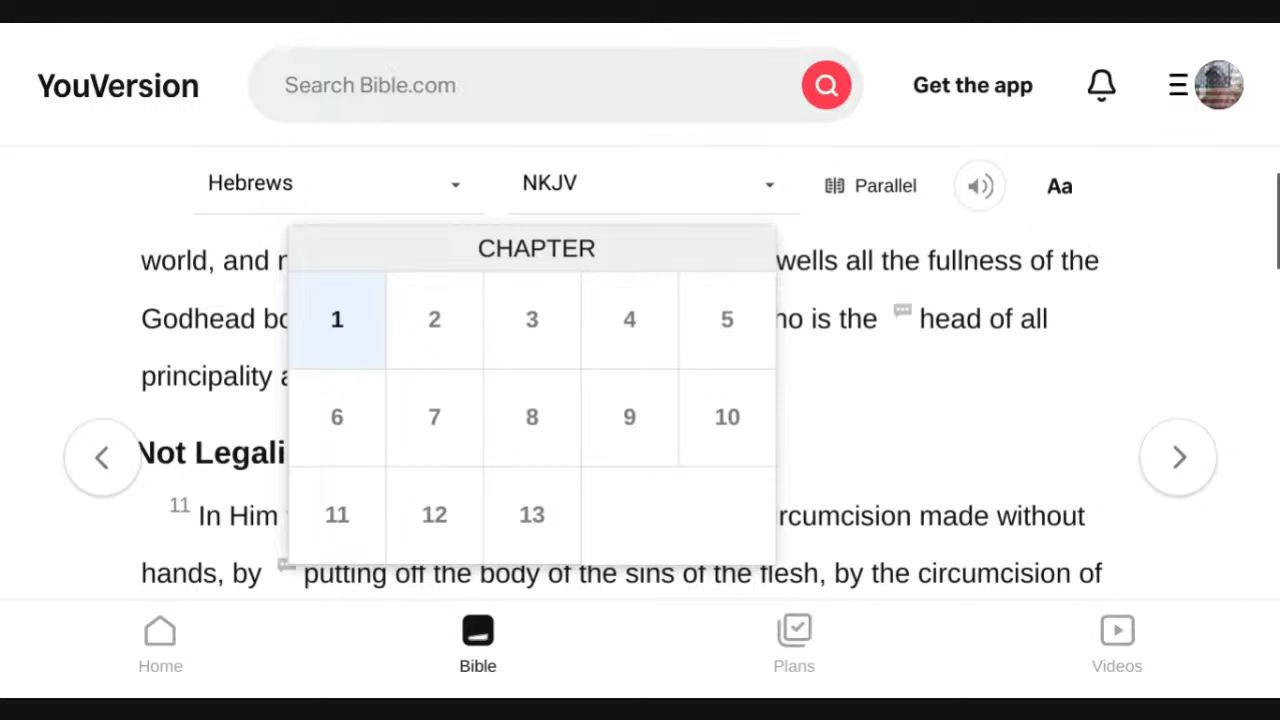 YouVersion Search Bible.com Get the app
Hebrews NKJV Parallel Aa
CHAPTER
1 2 3 4 5
6 7 8 9 10
11 12 13
world, and wells all the fullness of the
Godhead who is the head of all
principality
Not Legali
11 In Him rcumcision made without
hands, by putting off the body of the sins of the flesh, by the circumcision of
Home Bible Plans Videos